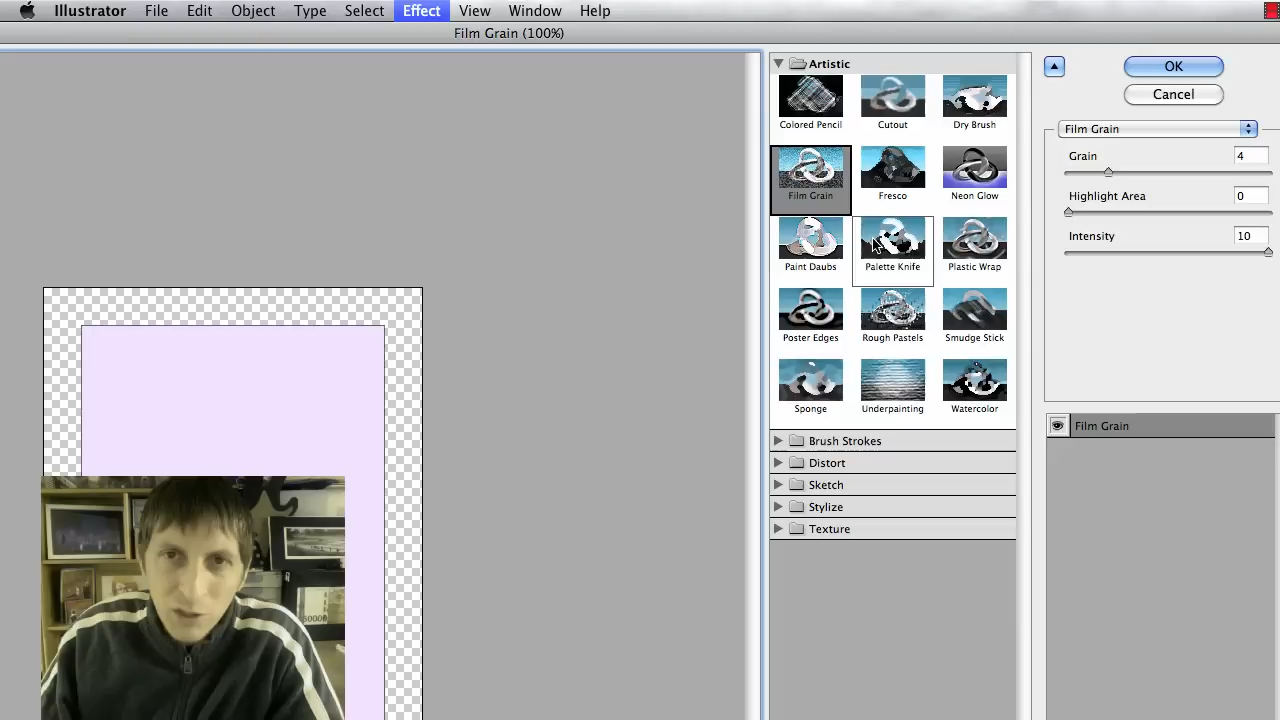 Illustrator File Edit Object Type Select Effect View Window Help
Film Grain (100%)
Artistic
Colored Pencil Cutout Dry Brush
Film Grain Fresco Neon Glow
Paint Daubs Palette Knife Plastic Wrap
Poster Edges Rough Pastels Smudge Stick
Sponge Underpainting Watercolor
Brush Strokes
Distort
Sketch
Stylize
Texture
OK
Cancel
Film Grain
Grain 4
Highlight Area 0
Intensity 10
Film Grain